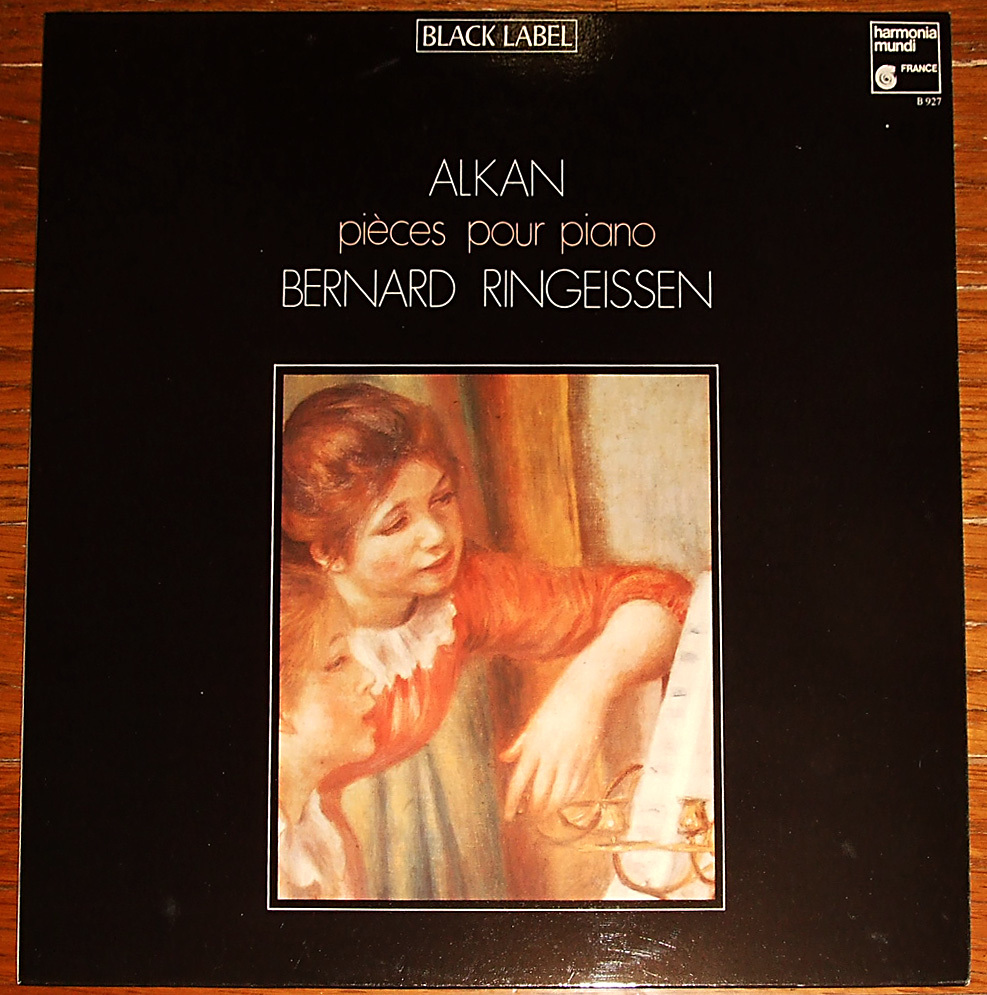 BLACK LABEL
harmonia
mundi
FRANCE
B 927
ALKAN
pièces pour piano
BERNARD RINGEISSEN